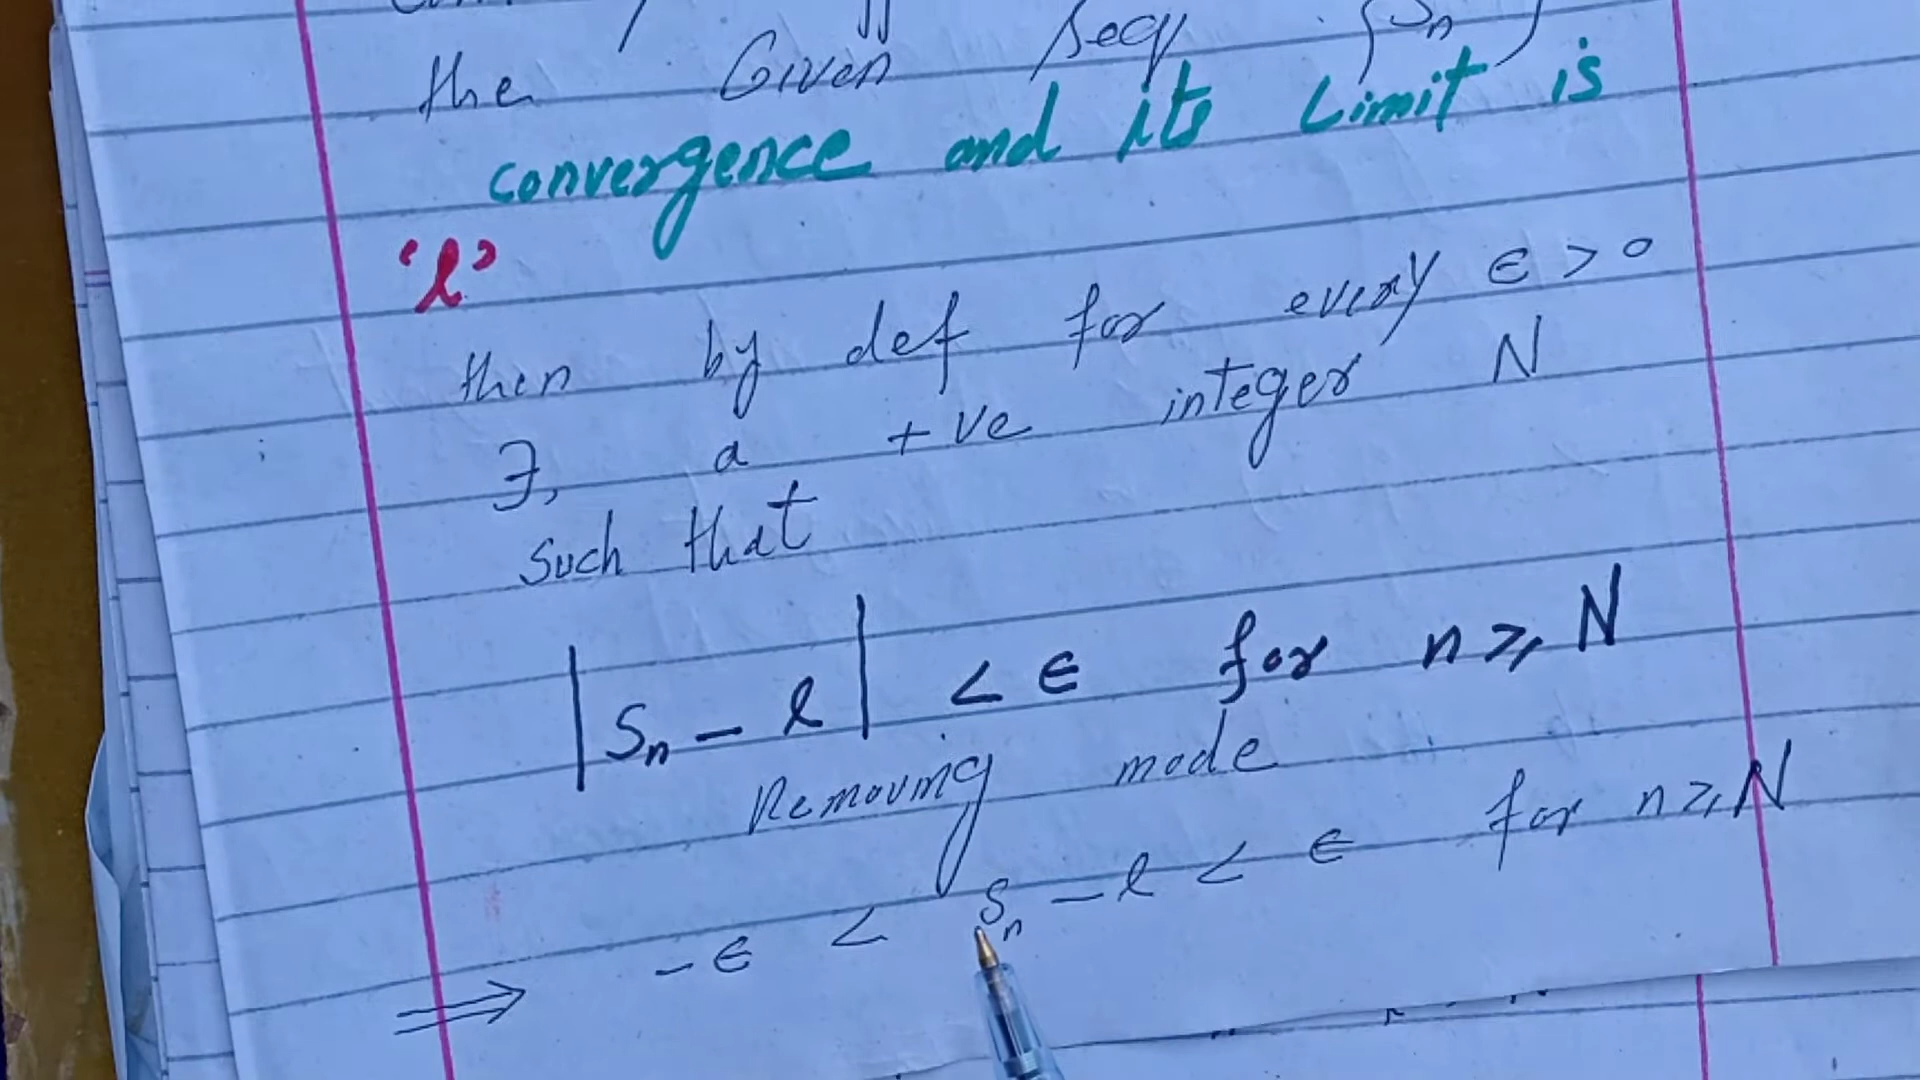 the Given seq {Sn}
convergence and its Limit is
'l'
then by def for every ∈ > 0
∃, a +ve integer N
such that
|Sn - l| < ∈ for n ≥ N
Removing mode
⇒ -∈ < Sn - l < ∈ for n ≥ N